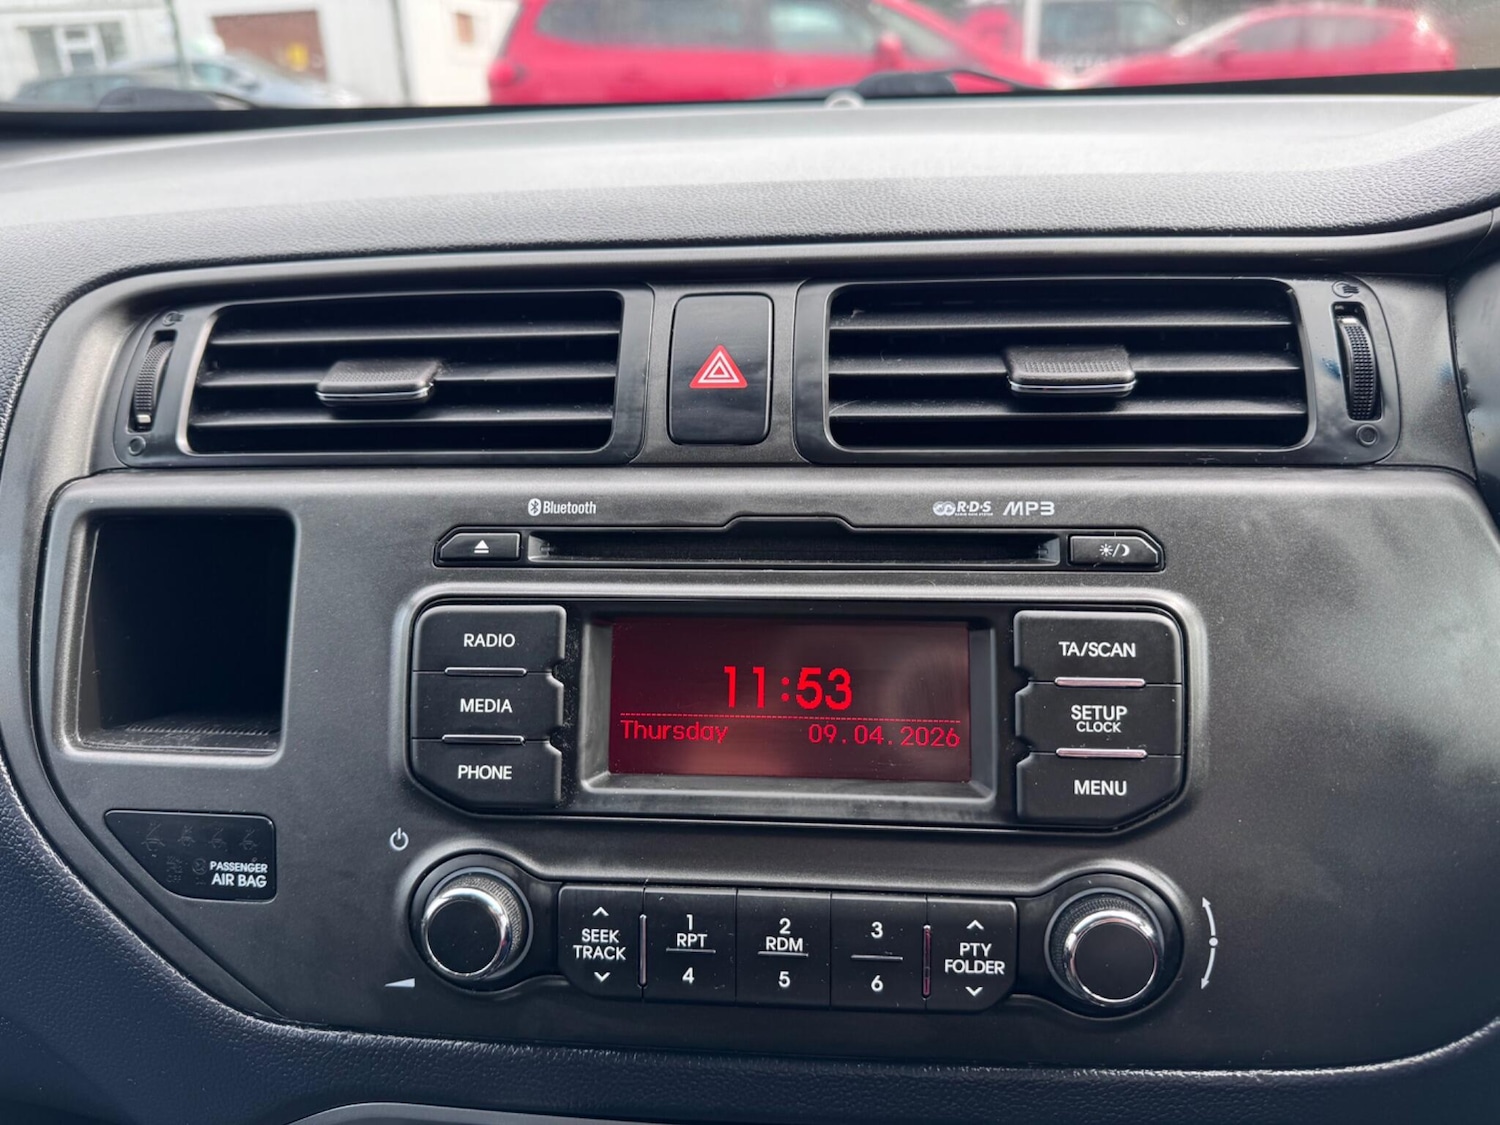 Bluetooth
R·D·S MP3
RADIO
MEDIA
PHONE
11:53
Thursday 09.04.2026
TA/SCAN
SETUP
CLOCK
MENU
PASSENGER
AIR BAG
SEEK
TRACK
1
RPT
4
2
RDM
5
3
6
PTY
FOLDER